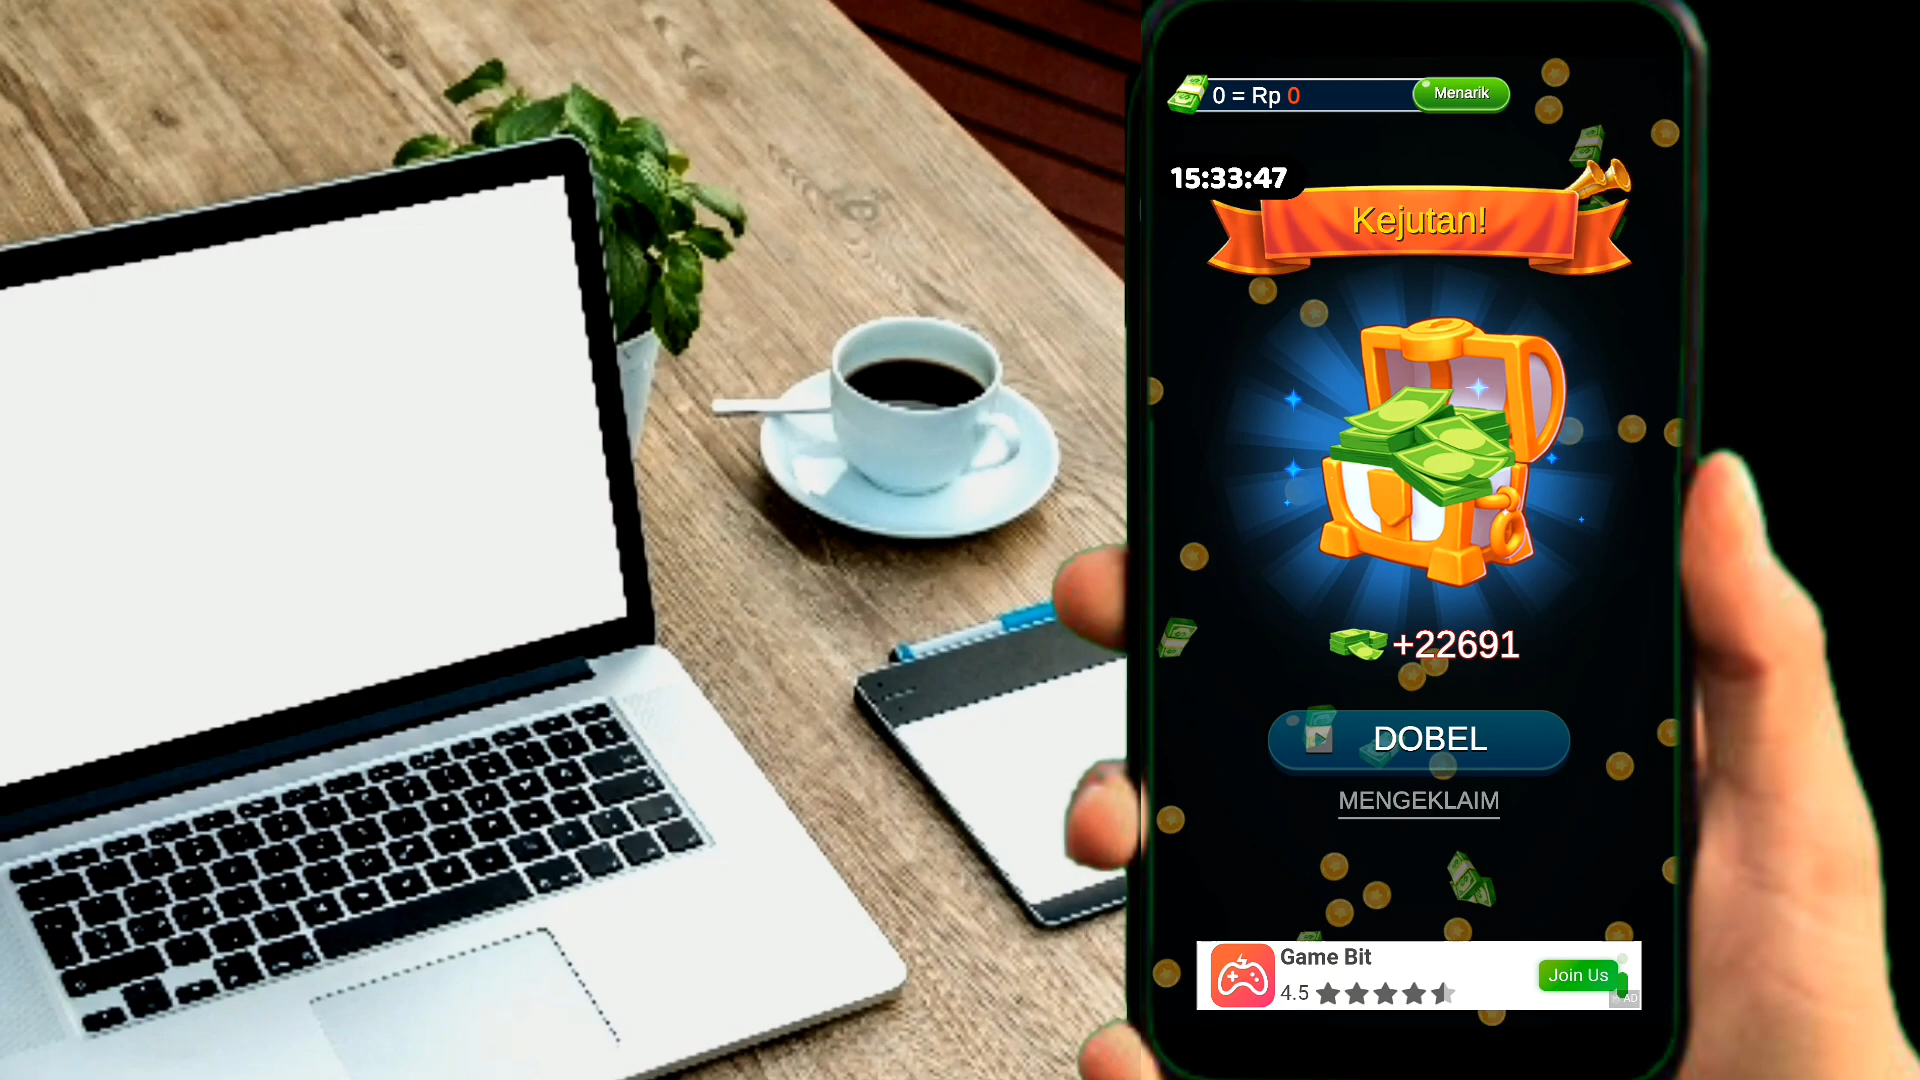 0 = Rp 0
Menarik
15:33:47
Kejutan!
+22691
DOBEL
MENGEKLAIM
Game Bit
4.5
Join Us
AD